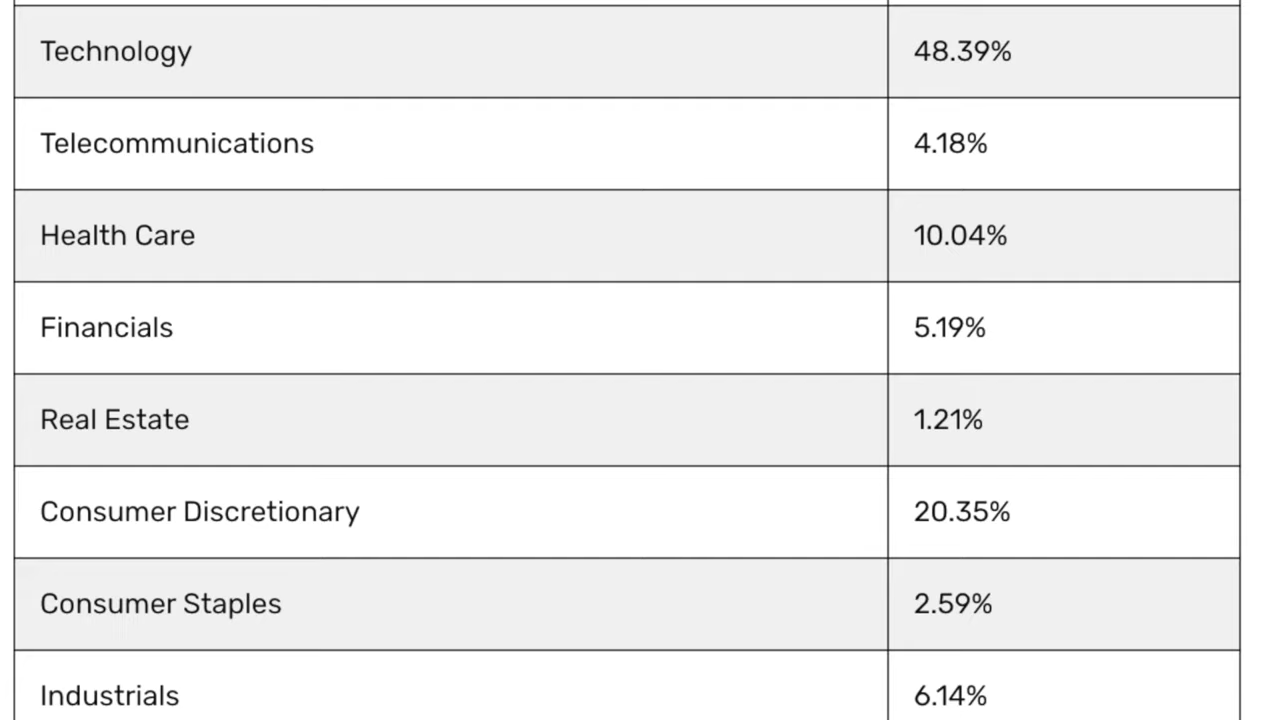 Technology 48.39%
Telecommunications 4.18%
Health Care 10.04%
Financials 5.19%
Real Estate 1.21%
Consumer Discretionary 20.35%
Consumer Staples 2.59%
Industrials 6.14%